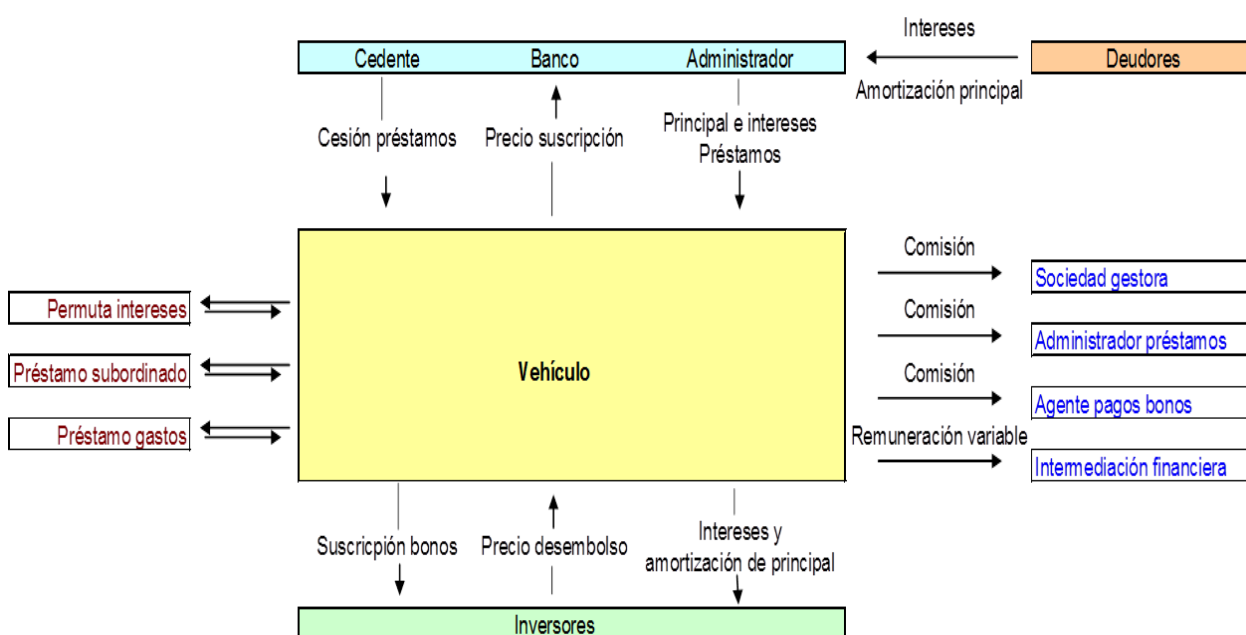 Intereses
Cedente Banco Administrador
Deudores
Amortización principal
Cesión préstamos
Precio suscripción
Principal e intereses
Préstamos
Comisión
Sociedad gestora
Permuta intereses
Comisión
Administrador préstamos
Préstamo subordinado
Vehículo
Comisión
Agente pagos bonos
Préstamo gastos
Remuneración variable
Intermediación financiera
Suscricpión bonos
Precio desembolso
Intereses y
amortización de principal
Inversores